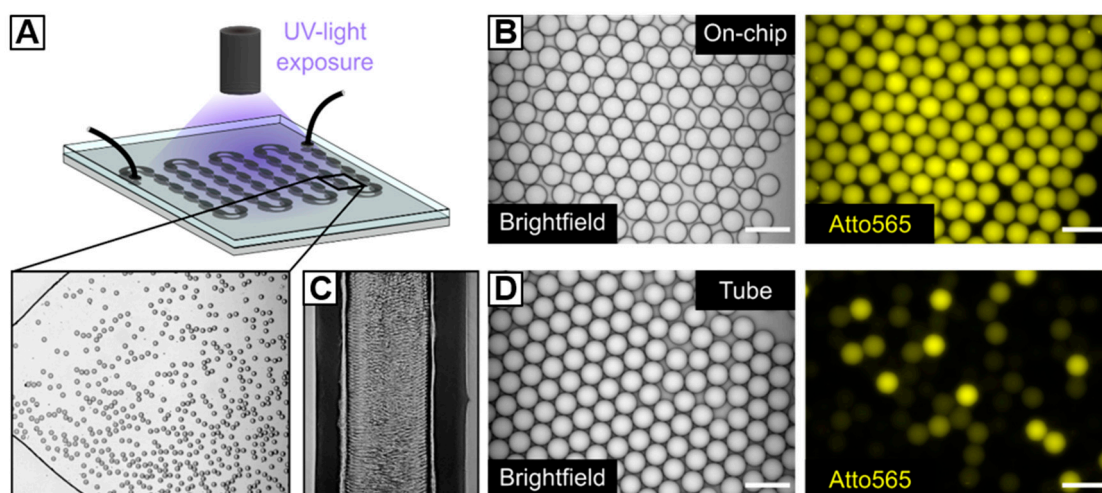 A
UV-light
exposure
B
On-chip
Brightfield
Atto565
C
D
Tube
Brightfield
Atto565